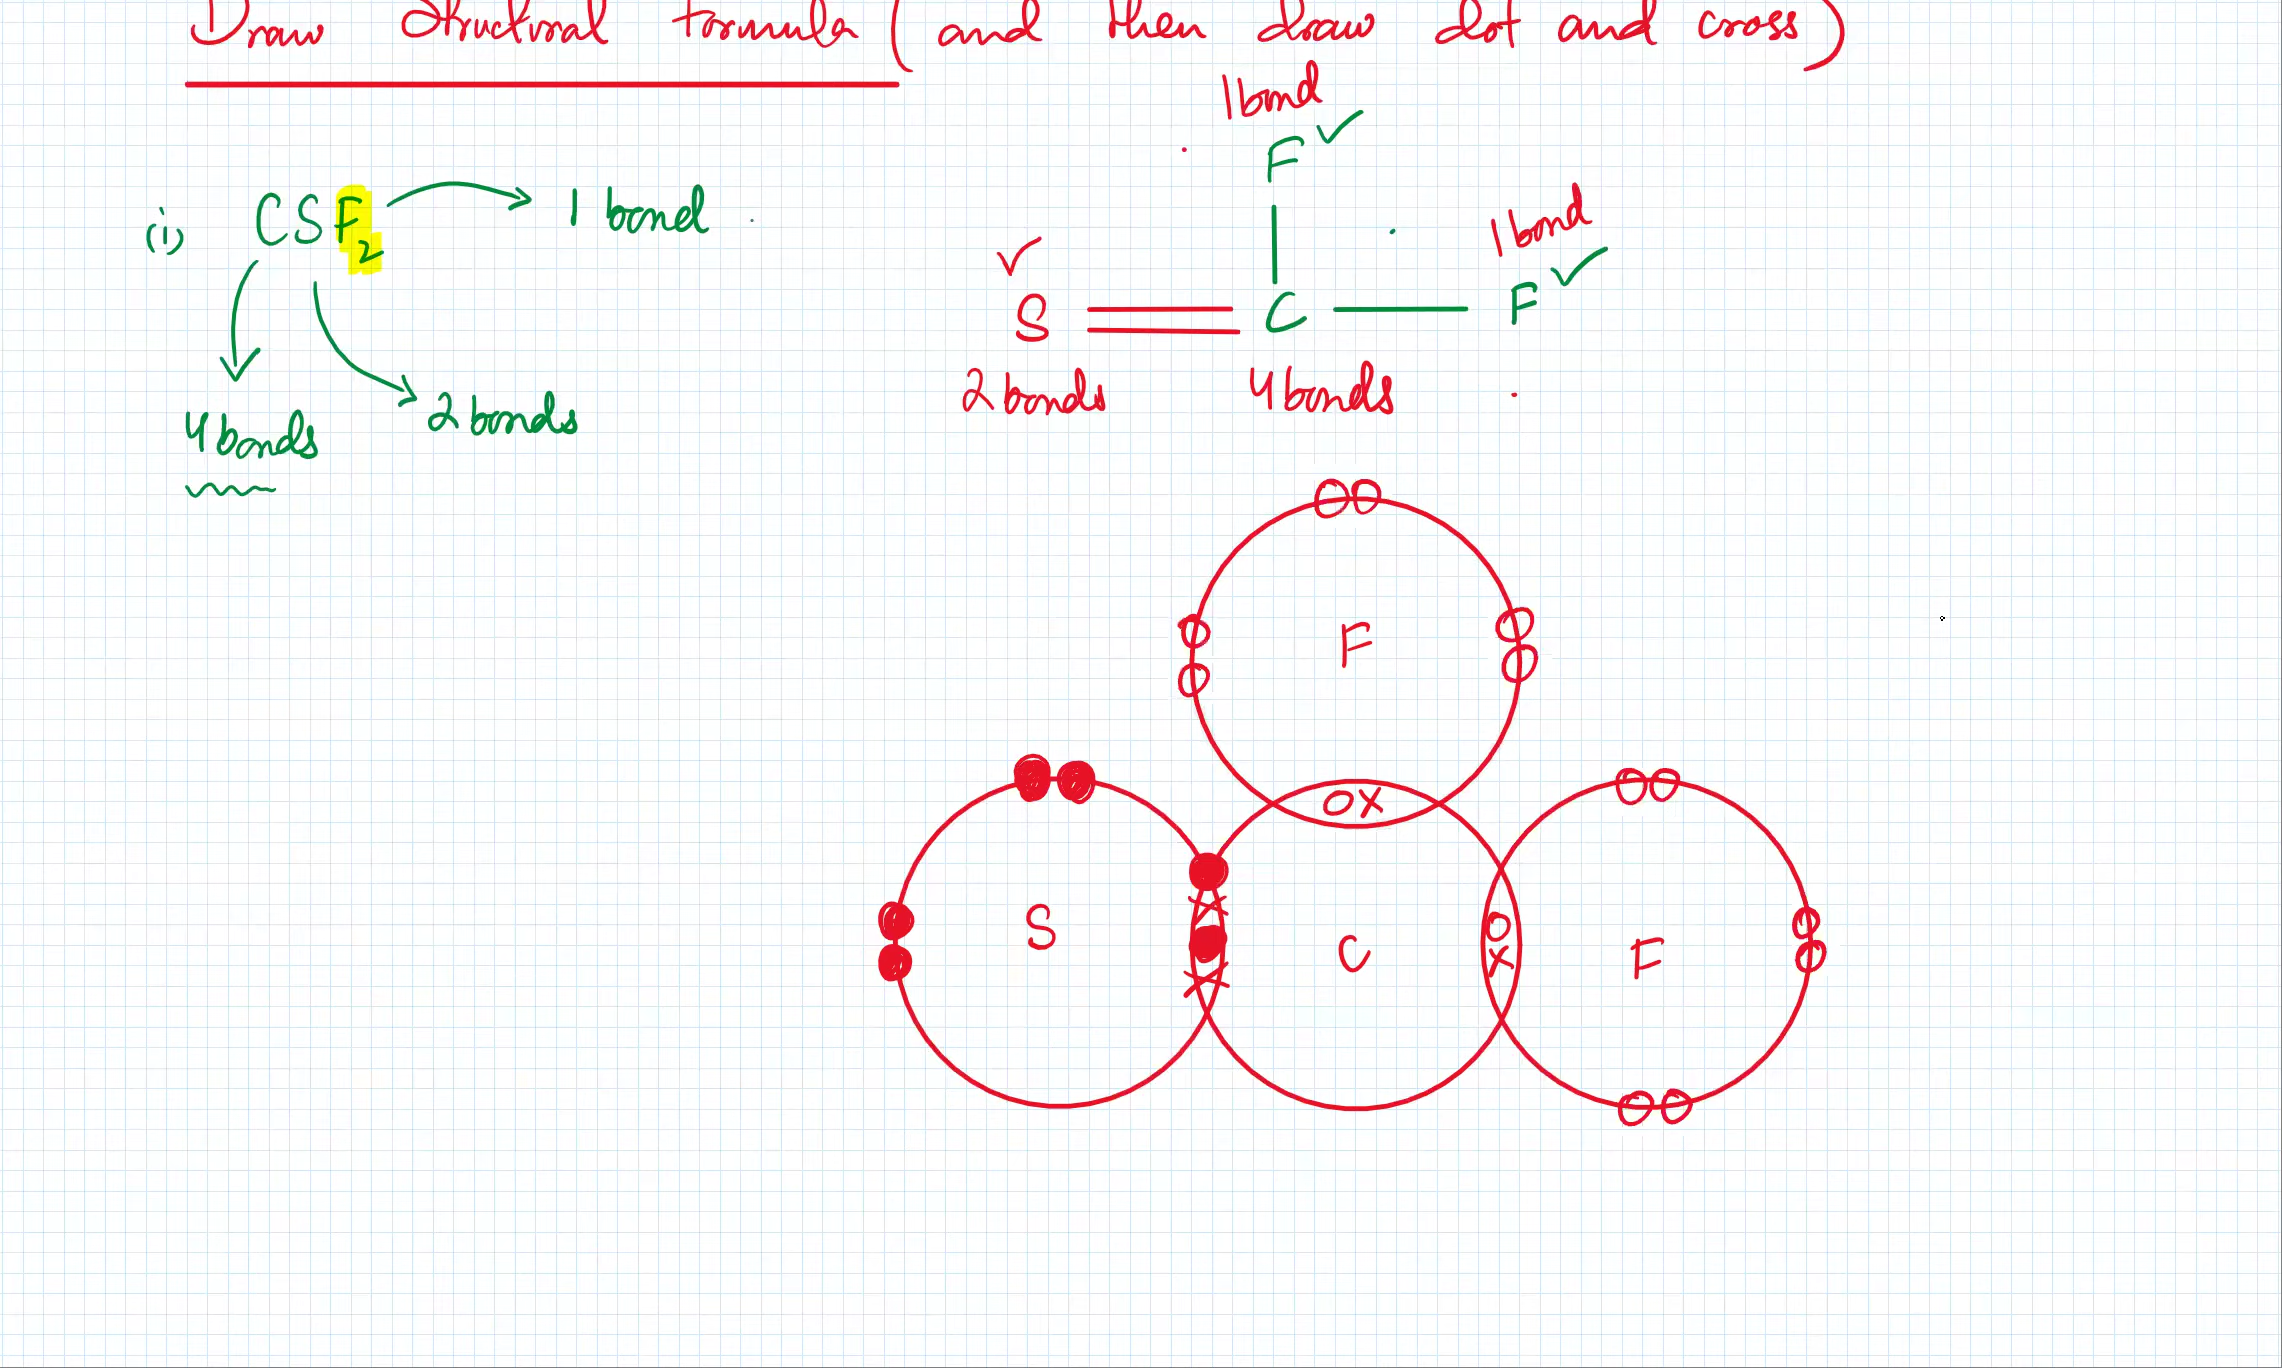 Draw Structural formula (and then draw dot and cross)
(i) CSF2 1 bond
4 bonds
2 bonds
1 bond
F
1 bond
S C F
2 bonds 4 bonds
F
OX
S C F
O
X